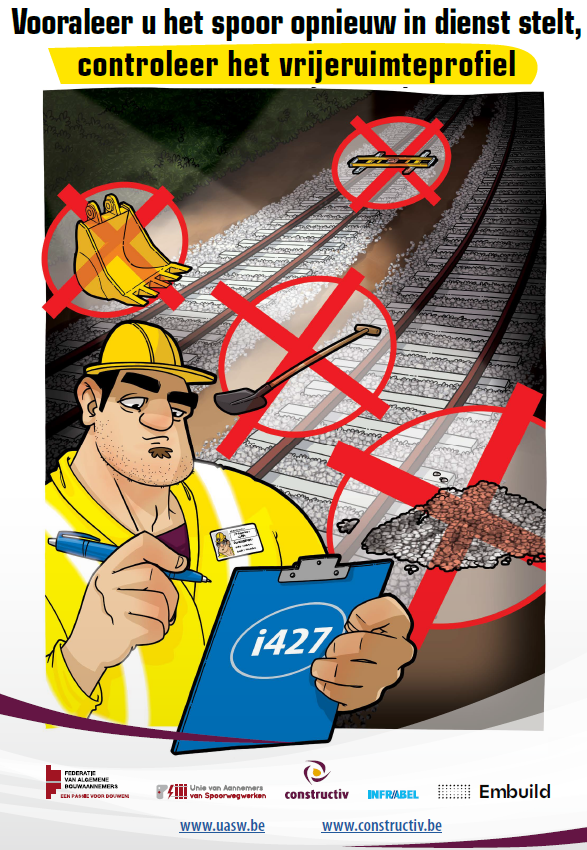 Vooraleer u het spoor opnieuw in dienst stelt,
controleer het vrijeruimteprofiel
i427
FEDERATIE
VAN ALGEMENE
BOUWAANNEMERS
EEN PASSIE VOOR BOUWEN!
Unie van Aannemers
van Spoorwegwerken
constructiv
INFRABEL
Embuild
www.uasw.be
www.constructiv.be